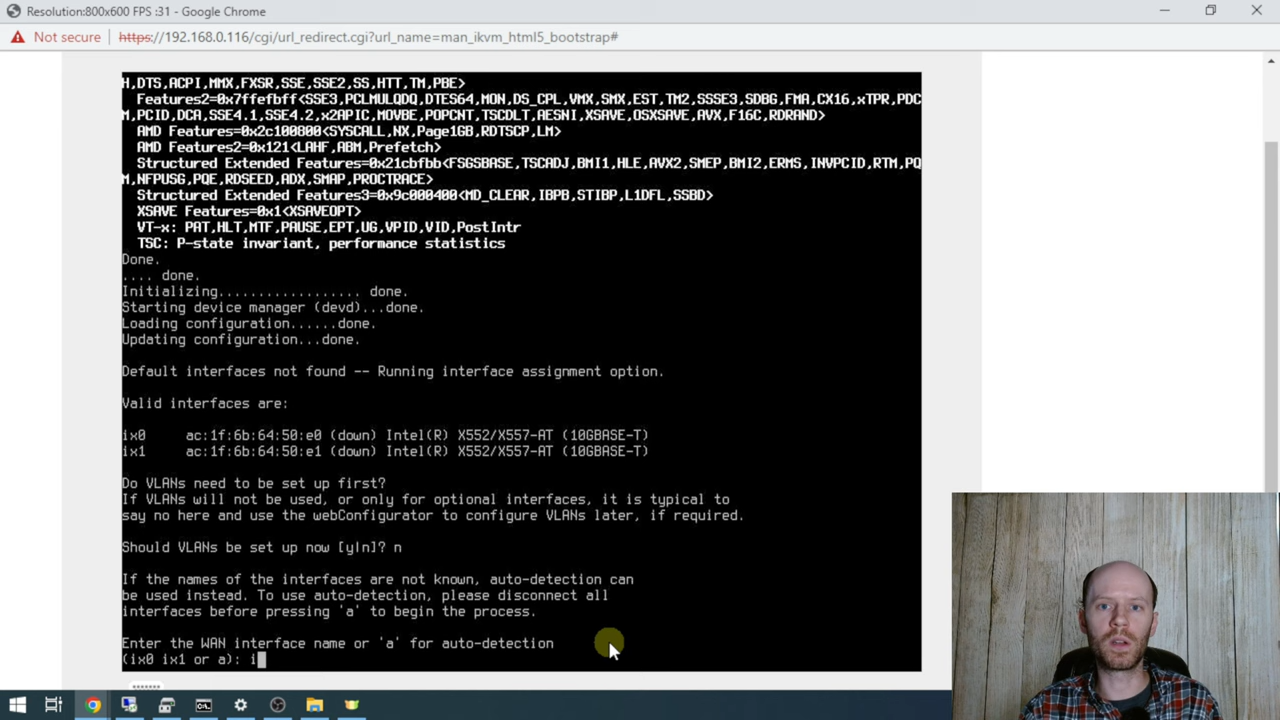 Resolution:800x600 FPS :31 - Google Chrome
Not secure https://192.168.0.116/cgi/url_redirect.cgi?url_name=man_ikvm_html5_bootstrap#
H,DTS,ACPI,MMX,FXSR,SSE,SSE2,SS,HTT,TM,PBE>
Features2=0x7ffefbff<SSE3,PCLMULQDQ,DTES64,MON,DS_CPL,VMX,SMX,EST,TM2,SSSE3,SDBG,FMA,CX16,xTPR,PDC
M,PCID,DCA,SSE4.1,SSE4.2,x2APIC,MOVBE,POPCNT,TSCDLT,AESNI,XSAVE,OSXSAVE,AVX,F16C,RDRAND>
AMD Features=0x2c100800<SYSCALL,NX,Page1GB,RDTSCP,LM>
AMD Features2=0x121<LAHF,ABM,Prefetch>
Structured Extended Features=0x21cbfbb<FSGSBASE,TSCADJ,BMI1,HLE,AVX2,SMEP,BMI2,ERMS,INVPCID,RTM,PQ
M,NFPUSG,PQE,RDSEED,ADX,SMAP,PROCTRACE>
Structured Extended Features3=0x9c000400<MD_CLEAR,IBPB,STIBP,L1DFL,SSBD>
XSAVE Features=0x1<XSAVEOPT>
VT-x: PAT,HLT,MTF,PAUSE,EPT,UG,VPID,VID,PostIntr
TSC: P-state invariant, performance statistics
Done.
.... done.
Initializing.................. done.
Starting device manager (devd)...done.
Loading configuration......done.
Updating configuration...done.
Default interfaces not found -- Running interface assignment option.
Valid interfaces are:
ix0 ac:1f:6b:64:50:e0 (down) Intel(R) X552/X557-AT (10GBASE-T)
ix1 ac:1f:6b:64:50:e1 (down) Intel(R) X552/X557-AT (10GBASE-T)
Do VLANs need to be set up first?
If VLANs will not be used, or only for optional interfaces, it is typical to
say no here and use the webConfigurator to configure VLANs later, if required.
Should VLANs be set up now [y|n]? n
If the names of the interfaces are not known, auto-detection can
be used instead. To use auto-detection, please disconnect all
interfaces before pressing 'a' to begin the process.
Enter the WAN interface name or 'a' for auto-detection
(ix0 ix1 or a): i